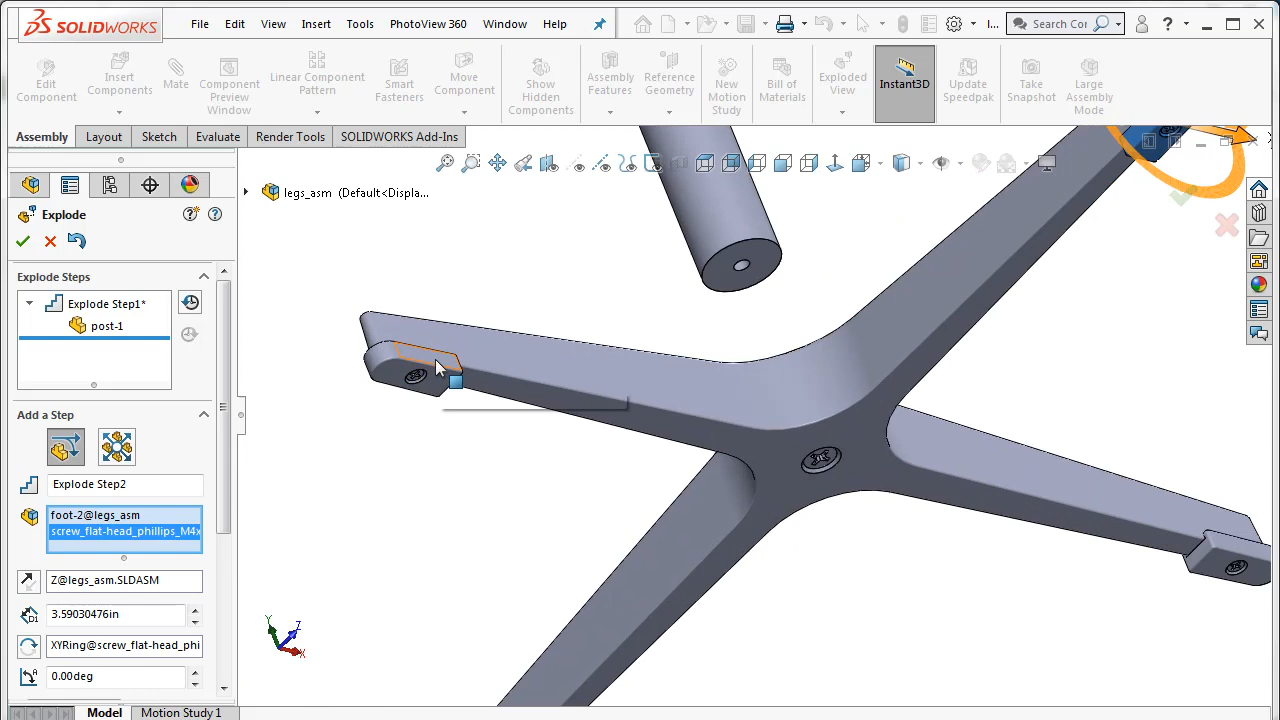 SOLIDWORKS File Edit View Insert Tools PhotoView 360 Window Help I... Search Cor ?
Edit Component
Insert Components
Mate
Component Preview Window
Linear Component Pattern
Smart Fasteners
Move Component
Show Hidden Components
Assembly Features
Reference Geometry
New Motion Study
Bill of Materials
Exploded View
Instant3D
Update Speedpak
Take Snapshot
Large Assembly Mode
Assembly Layout Sketch Evaluate Render Tools SOLIDWORKS Add-Ins
legs_asm (Default<Displa...
Explode
Explode Steps
Explode Step1*
post-1
Add a Step
Explode Step2
foot-2@legs_asm
screw_flat-head_phillips_M4x
Z@legs_asm.SLDASM
D1
3.59030476in
XYRing@screw_flat-head_phi
A
0.00deg
Y
Z
X
Model Motion Study 1